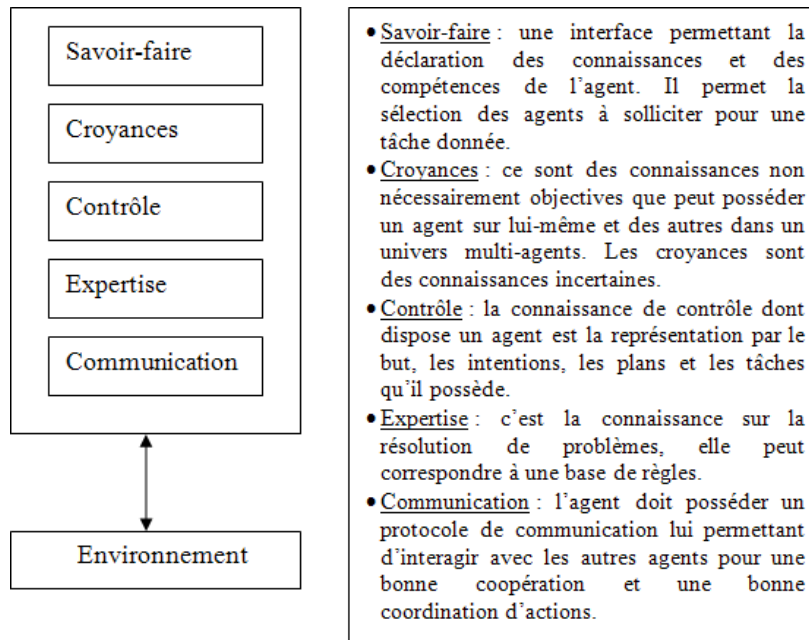 Savoir-faire
Croyances
Contrôle
Expertise
Communication
Environnement
• Savoir-faire : une interface permettant la
déclaration des connaissances et des
compétences de l'agent. Il permet la
sélection des agents à solliciter pour une
tâche donnée.
• Croyances : ce sont des connaissances non
nécessairement objectives que peut posséder
un agent sur lui-même et des autres dans un
univers multi-agents. Les croyances sont
des connaissances incertaines.
• Contrôle : la connaissance de contrôle dont
dispose un agent est la représentation par le
but, les intentions, les plans et les tâches
qu'il possède.
• Expertise : c'est la connaissance sur la
résolution de problèmes, elle peut
correspondre à une base de règles.
• Communication : l'agent doit posséder un
protocole de communication lui permettant
d'interagir avec les autres agents pour une
bonne coopération et une bonne
coordination d'actions.